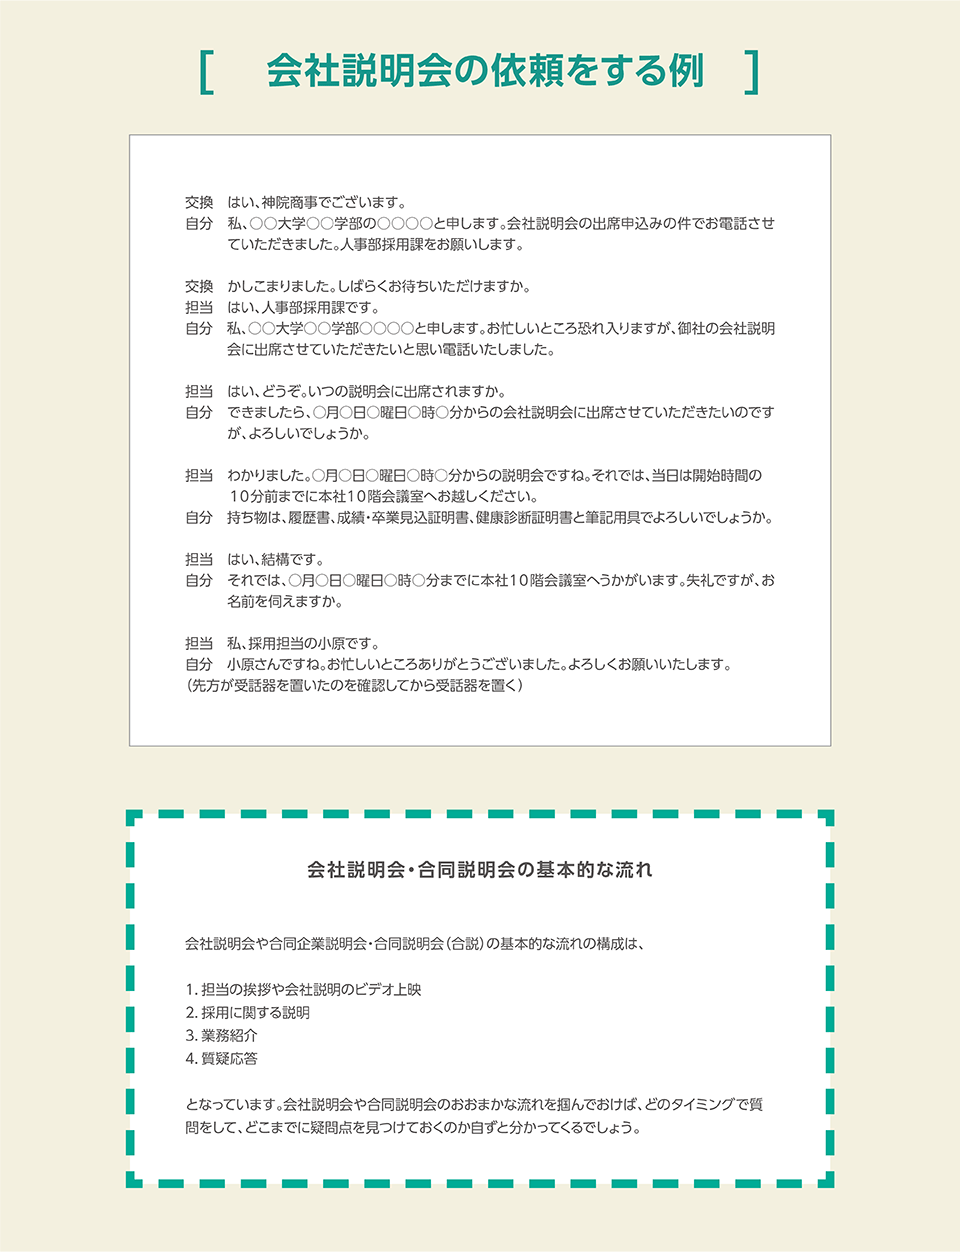 [ 会社説明会の依頼をする例 ]
交換 はい、神院商事でございます。
自分 私、○○大学○○学部の○○○○と申します。会社説明会の出席申込みの件でお電話させ
ていただきました。人事部採用課をお願いします。
交換 かしこまりました。しばらくお待ちいただけますか。
担当 はい、人事部採用課です。
自分 私、○○大学○○学部○○○○と申します。お忙しいところ恐れ入りますが、御社の会社説明
会に出席させていただきたいと思い電話いたしました。
担当 はい、どうぞ。いつの説明会に出席されますか。
自分 できましたら、○月○日○曜日○時○分からの会社説明会に出席させていただきたいのです
が、よろしいでしょうか。
担当 わかりました。○月○日○曜日○時○分からの説明会ですね。それでは、当日は開始時間の
10分前までに本社10階会議室へお越しください。
自分 持ち物は、履歴書、成績・卒業見込証明書、健康診断証明書と筆記用具でよろしいでしょうか。
担当 はい、結構です。
自分 それでは、○月○日○曜日○時○分までに本社10階会議室へうかがいます。失礼ですが、お
名前を伺えますか。
担当 私、採用担当の小原です。
自分 小原さんですね。お忙しいところありがとうございました。よろしくお願いいたします。
（先方が受話器を置いたのを確認してから受話器を置く）
会社説明会・合同説明会の基本的な流れ
会社説明会や合同企業説明会・合同説明会（合説）の基本的な流れの構成は、
1. 担当の挨拶や会社説明のビデオ上映
2. 採用に関する説明
3. 業務紹介
4. 質疑応答
となっています。会社説明会や合同説明会のおおまかな流れを掴んでおけば、どのタイミングで質
問をして、どこまでに疑問点を見つけておくのか自ずと分かってくるでしょう。